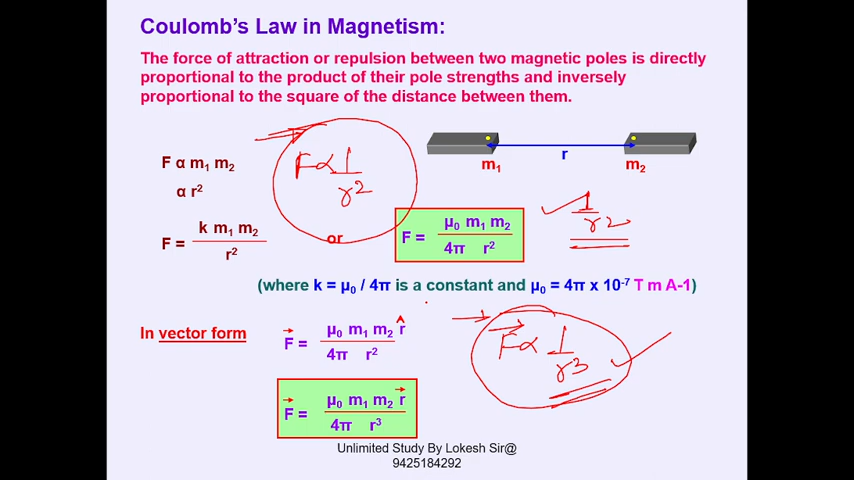 Coulomb's Law in Magnetism:
The force of attraction or repulsion between two magnetic poles is directly
proportional to the product of their pole strengths and inversely
proportional to the square of the distance between them.
F α m₁ m₂
α r²
F∝ 1/r²
m₁ r m₂
F = k m₁ m₂ / r²
or
F = μ₀ m₁ m₂ / 4π r²
1/r²
(where k = μ₀ / 4π is a constant and μ₀ = 4π x 10⁻⁷ T m A-1)
In vector form
F⃗ = μ₀ m₁ m₂ r̂ / 4π r²
F⃗∝ 1/r³
F⃗ = μ₀ m₁ m₂ r⃗ / 4π r³
Unlimited Study By Lokesh Sir@
9425184292